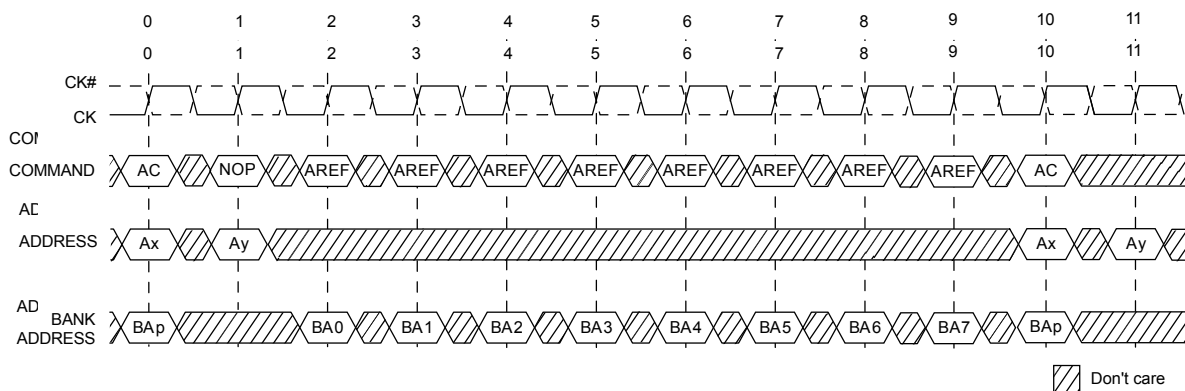 0 1 2 3 4 5 6 7 8 9 10 11
0 1 2 3 4 5 6 7 8 9 10 11
CK#
CK
COM
COMMAND AC NOP AREF AREF AREF AREF AREF AREF AREF AREF AC
AD
ADDRESS Ax Ay Ax Ay
AD
BANK
ADDRESS BAp BA0 BA1 BA2 BA3 BA4 BA5 BA6 BA7 BAp
Don't care